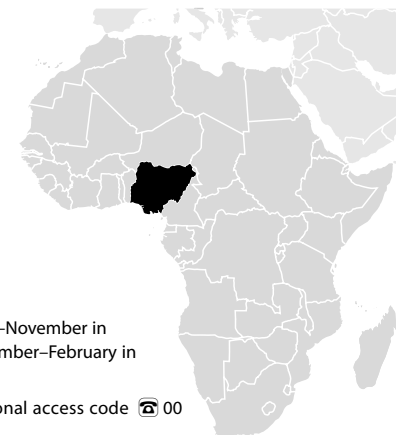 –November in
mber–February in
onal access code ☎ 00